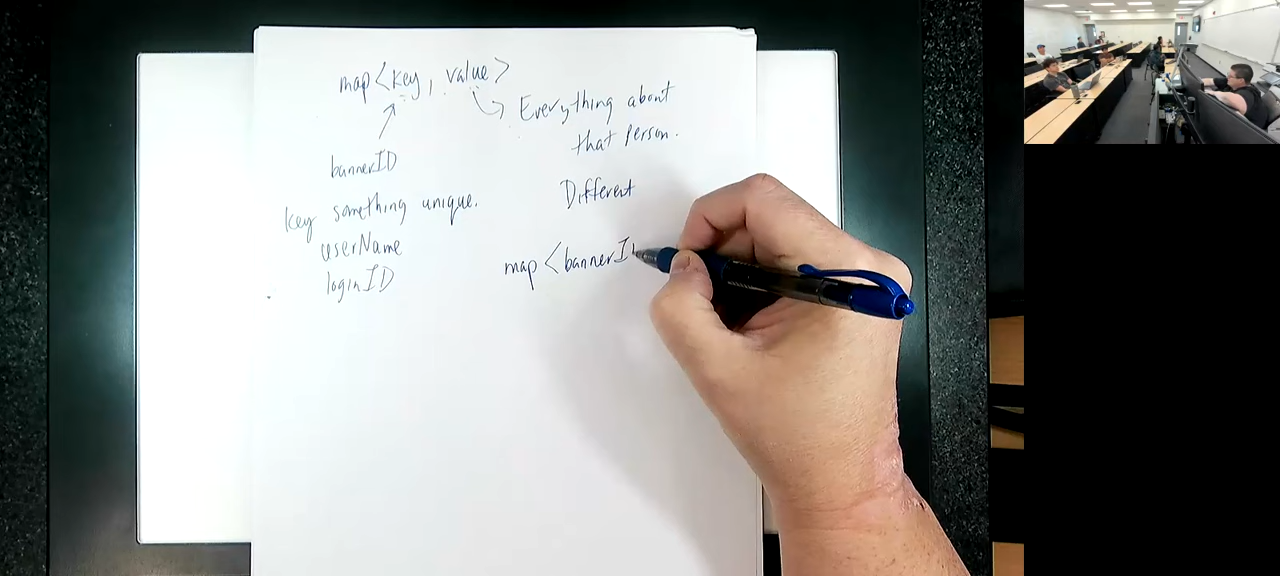 map<key, value>
Everything about
that person.
bannerID
key something unique.
userName
loginID
Different
map<bannerI